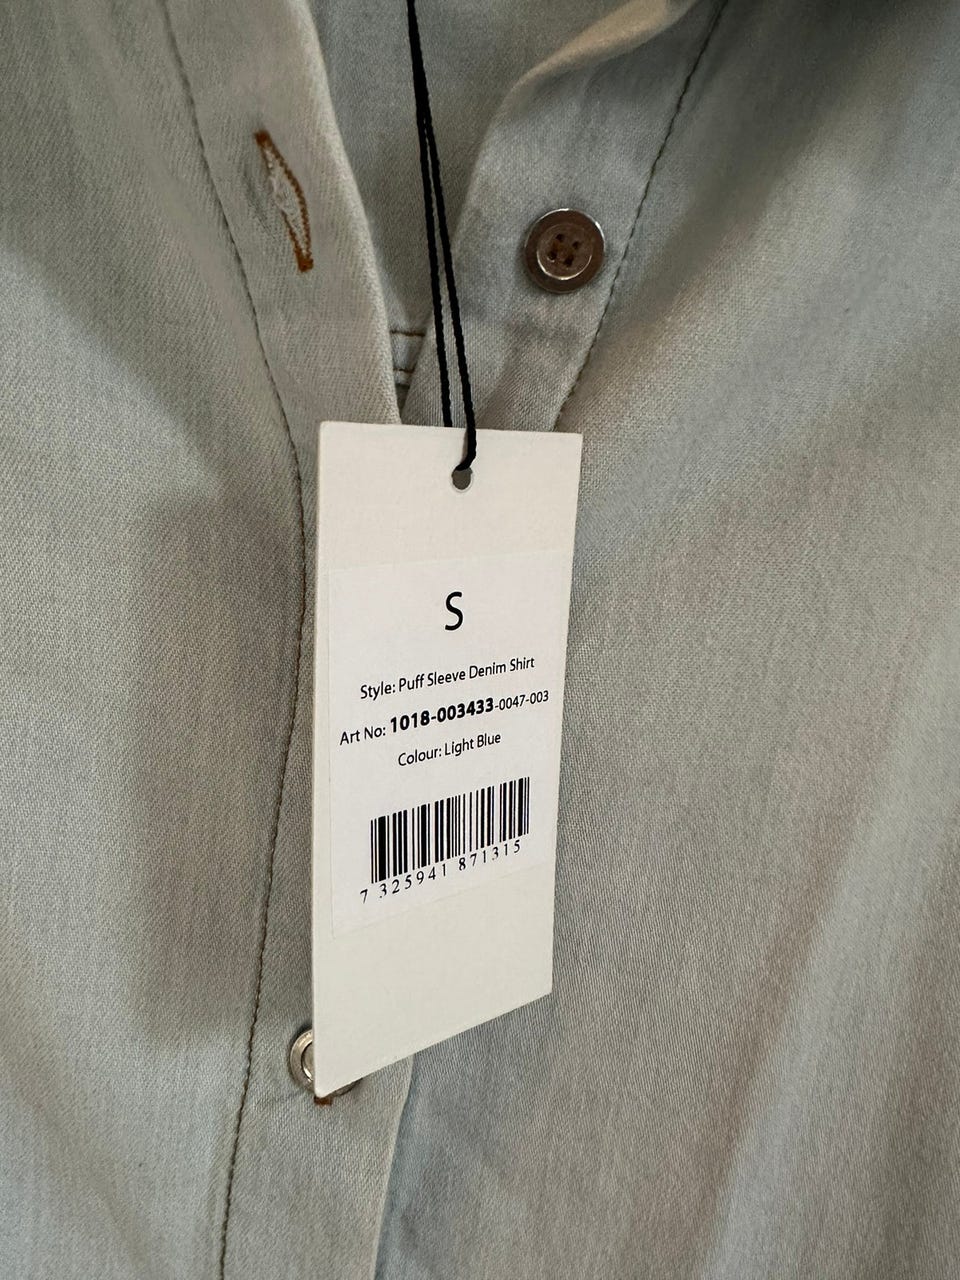 S
Style: Puff Sleeve Denim Shirt
Art No: 1018-003433-0047-003
Colour: Light Blue
7 325941 871315